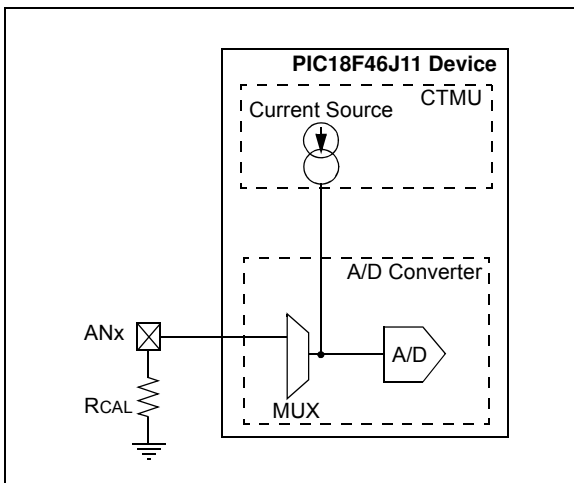 PIC18F46J11 Device
CTMU
Current Source
A/D Converter
ANx
A/D
RCAL
MUX